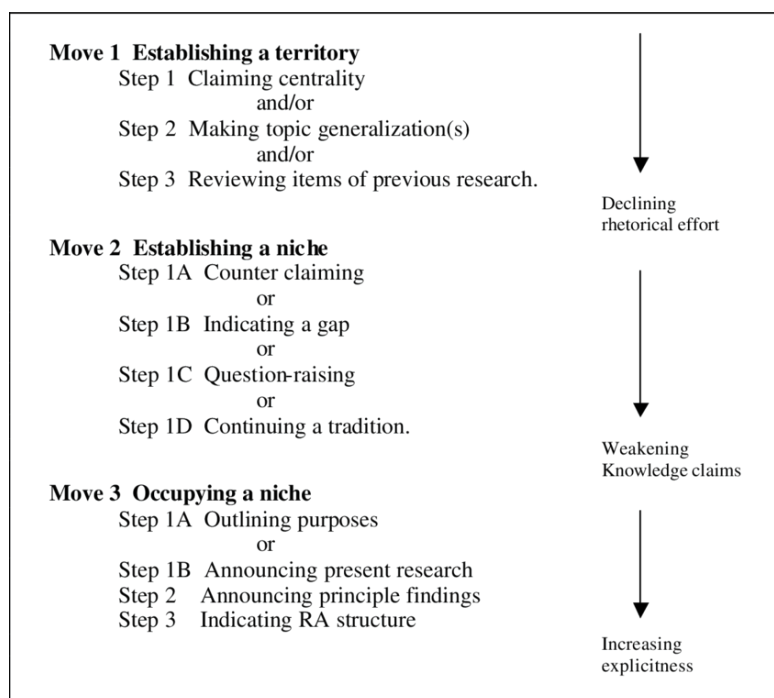 Move 1 Establishing a territory
Step 1 Claiming centrality
and/or
Step 2 Making topic generalization(s)
and/or
Step 3 Reviewing items of previous research.
Declining
rhetorical effort
Move 2 Establishing a niche
Step 1A Counter claiming
or
Step 1B Indicating a gap
or
Step 1C Question-raising
or
Step 1D Continuing a tradition.
Weakening
Knowledge claims
Move 3 Occupying a niche
Step 1A Outlining purposes
or
Step 1B Announcing present research
Step 2 Announcing principle findings
Step 3 Indicating RA structure
Increasing
explicitness